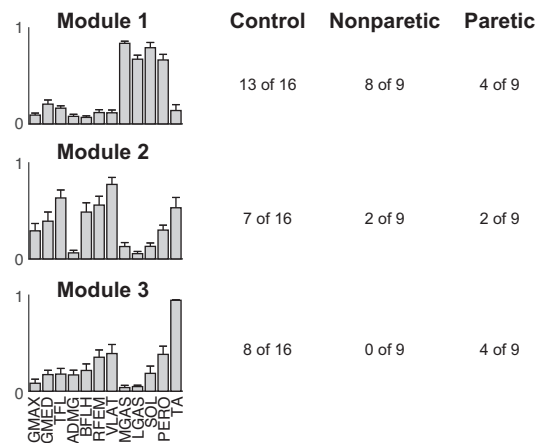 Module 1 Control Nonparetic Paretic
1
0
13 of 16 8 of 9 4 of 9
Module 2
1
0
7 of 16 2 of 9 2 of 9
Module 3
1
0
8 of 16 0 of 9 4 of 9
GMAX
GMED
TFL
ADMG
BFLH
RFEM
VLAT
MGAS
LGAS
SOL
PERO
TA